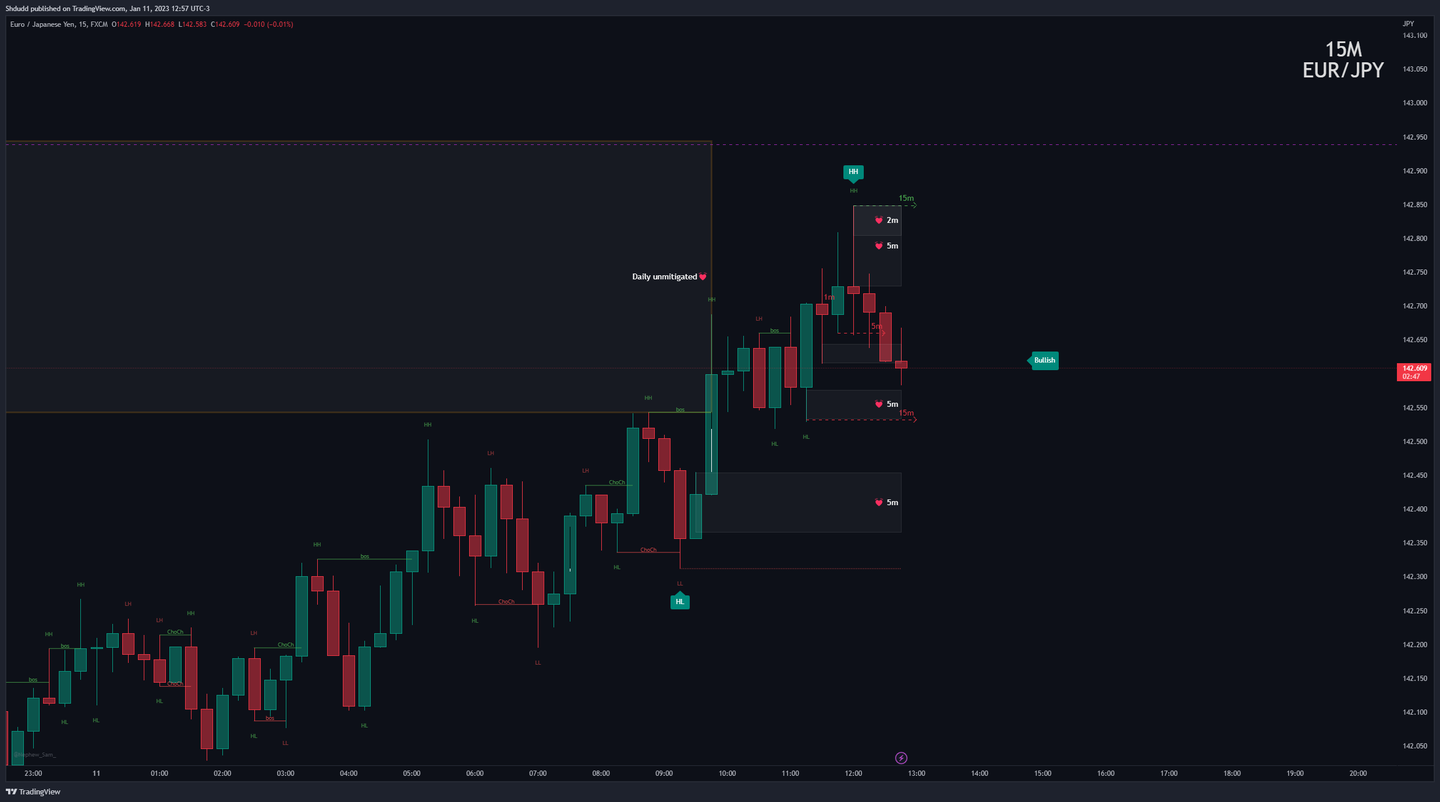 Shdudd published on TradingView.com, Jan 11, 2023 12:57 UTC-3
Euro / Japanese Yen, 15, FXCM O142.619 H142.668 L142.583 C142.609 −0.010 (−0.01%)
JPY
15M
EUR/JPY
143.100
143.050
143.000
142.950
142.900
142.850
142.800
142.750
142.700
142.650
142.609
02:47
142.550
142.500
142.450
142.400
142.350
142.300
142.250
142.200
142.150
142.100
142.050
HH
HH
15m
2m
5m
Daily unmitigated
HH
1m
5m
LH
bos
Bullish
5m
15m
HL
HL
HH
bos
HH
LH
LH
ChoCh
5m
HH
bos
ChoCh
HL
LL
HL
ChoCh
HL
LL
HH
LH
LH
HH
HH
bos
ChoCh
LH
ChoCh
bos
ChoCh
HL
HL
HL
bos
HL
LL
HL
23:00
11
01:00
02:00
03:00
04:00
05:00
06:00
07:00
08:00
09:00
10:00
11:00
12:00
13:00
14:00
15:00
16:00
17:00
18:00
19:00
20:00
TradingView